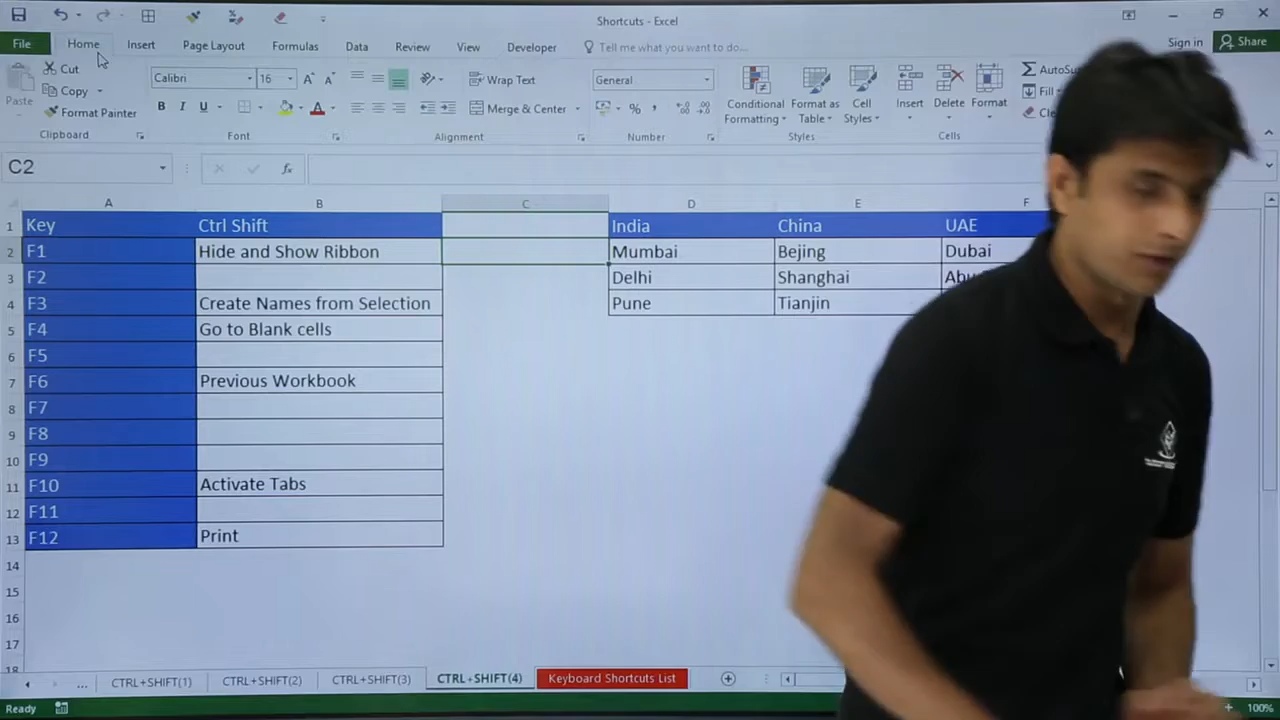 Shortcuts - Excel
File Home Insert Page Layout Formulas Data Review View Developer Tell me what you want to do... Sign in Share
Cut
Copy
Format Painter
Paste
Calibri 16
B I U
Wrap Text
Merge & Center
General
Conditional Formatting
Format as Table
Cell Styles
Insert Delete Format
AutoSu
Fill
Cle
Clipboard Font Alignment Number Styles Cells
C2 fx
A B C D E F
1 Key Ctrl Shift India China UAE
2 F1 Hide and Show Ribbon Mumbai Bejing Dubai
3 F2 Delhi Shanghai Abu
4 F3 Create Names from Selection Pune Tianjin
5 F4 Go to Blank cells
6 F5
7 F6 Previous Workbook
8 F7
9 F8
10 F9
11 F10 Activate Tabs
12 F11
13 F12 Print
14
15
16
17
18
... CTRL+SHIFT(1) CTRL+SHIFT(2) CTRL+SHIFT(3) CTRL+SHIFT(4) Keyboard Shortcuts List
Ready 100%